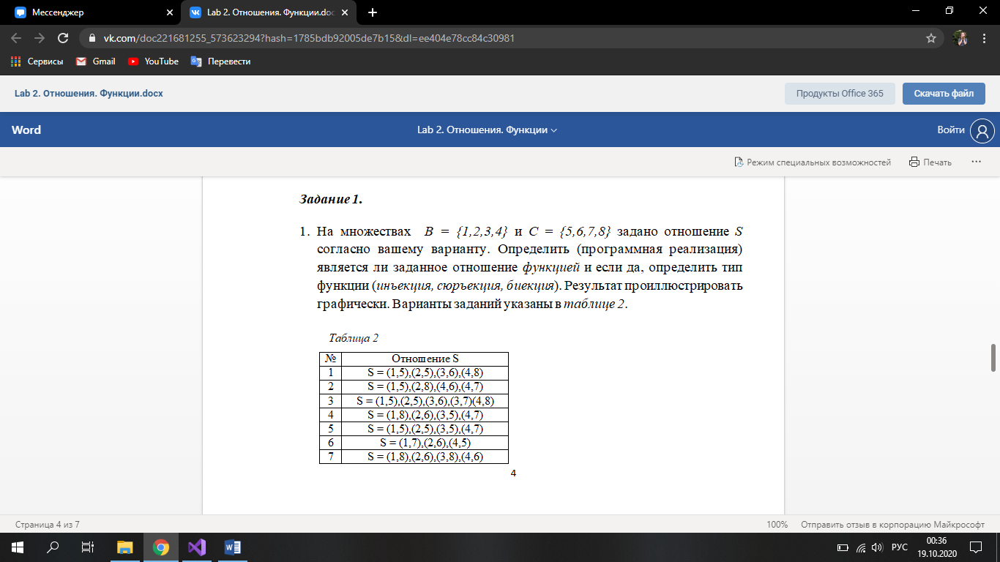 Мессенджер
Lab 2. Отношения. Функции.doc
vk.com/doc221681255_573623294?hash=1785bdb92005de7b15&dl=ee404e78cc84c30981
Сервисы Gmail YouTube Перевести
Lab 2. Отношения. Функции.docx
Продукты Office 365
Скачать файл
Word
Lab 2. Отношения. Функции
Войти
Режим специальных возможностей
Печать
Задание 1.
1. На множествах B = {1,2,3,4} и C = {5,6,7,8} задано отношение S
согласно вашему варианту. Определить (программная реализация)
является ли заданное отношение функцией и если да, определить тип
функции (инъекция, сюръекция, биекция). Результат проиллюстрировать
графически. Варианты заданий указаны в таблице 2.
Таблица 2
№ Отношение S
1 S = (1,5),(2,5),(3,6),(4,8)
2 S = (1,5),(2,8),(4,6),(4,7)
3 S = (1,5),(2,5),(3,6),(3,7)(4,8)
4 S = (1,8),(2,6),(3,5),(4,7)
5 S = (1,5),(2,5),(3,5),(4,7)
6 S = (1,7),(2,6),(4,5)
7 S = (1,8),(2,6),(3,8),(4,6)
4
Страница 4 из 7
100%
Отправить отзыв в корпорацию Майкрософт
РУС
00:36
19.10.2020